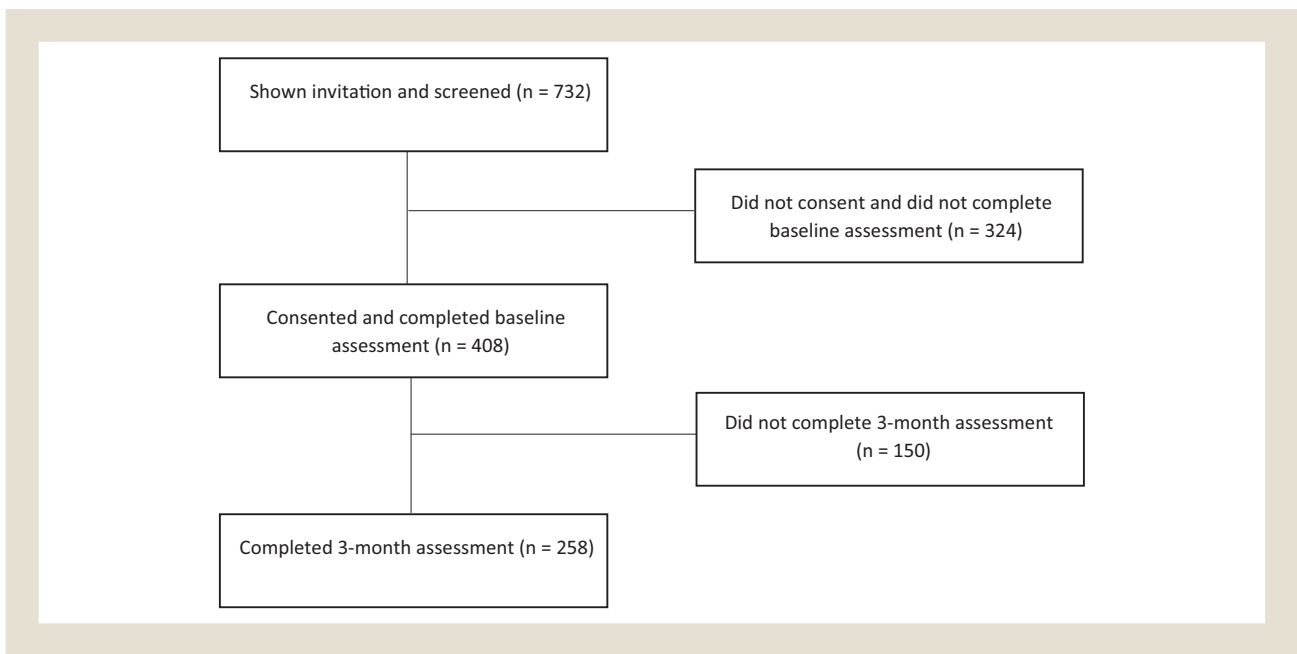 Shown invitation and screened (n = 732)
Did not consent and did not complete
baseline assessment (n = 324)
Consented and completed baseline
assessment (n = 408)
Did not complete 3-month assessment
(n = 150)
Completed 3-month assessment (n = 258)